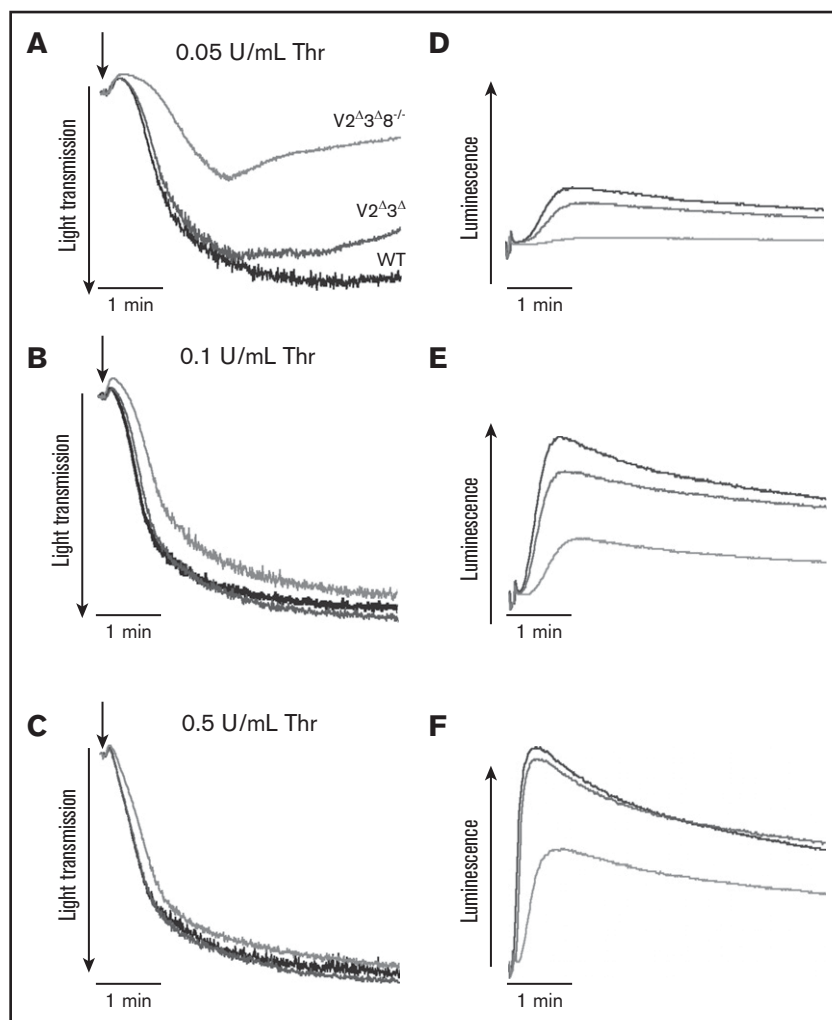 A
0.05 U/mL Thr
Light transmission
V2Δ3Δ8-/-
V2Δ3Δ
WT
1 min
D
Luminescence
1 min
B
0.1 U/mL Thr
Light transmission
1 min
E
Luminescence
1 min
C
0.5 U/mL Thr
Light transmission
1 min
F
Luminescence
1 min